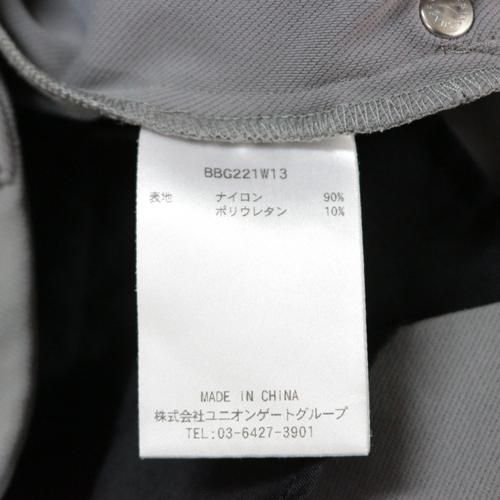 BBG221W13
表地 ナイロン 90%
ポリウレタン 10%
MADE IN CHINA
株式会社ユニオンゲートグループ
TEL:03-6427-3901